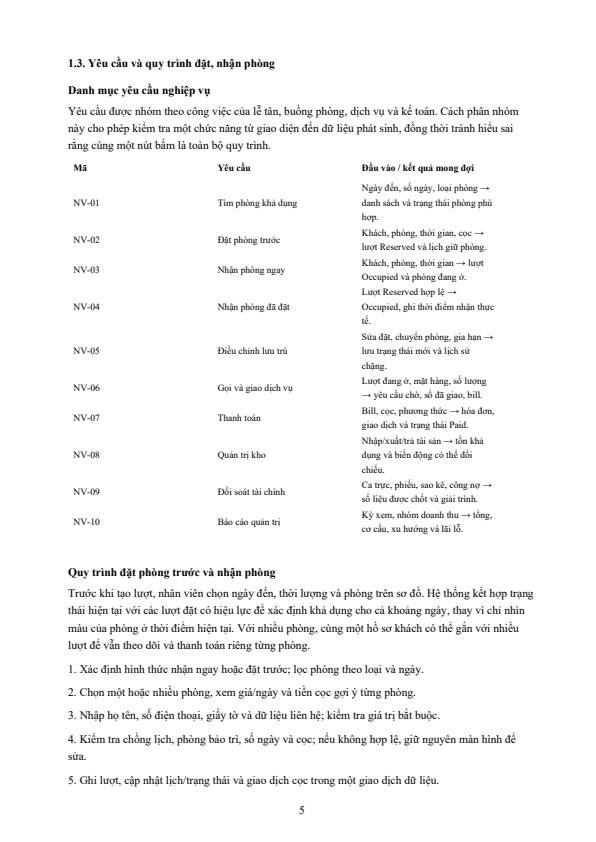 1.3. Yêu cầu và quy trình đặt, nhận phòng
Danh mục yêu cầu nghiệp vụ
Yêu cầu được nhóm theo công việc của lễ tân, buồng phòng, dịch vụ và kế toán. Cách phân nhóm
này cho phép kiểm tra một chức năng từ giao diện đến dữ liệu phát sinh, đồng thời tránh hiểu sai
rằng cùng một nút bấm là toàn bộ quy trình.
Mã Yêu cầu Đầu vào / kết quả mong đợi
NV-01 Tìm phòng khả dụng Ngày đến, số ngày, loại phòng →
danh sách và trạng thái phòng phù
hợp.
NV-02 Đặt phòng trước Khách, phòng, thời gian, cọc →
lượt Reserved và lịch giữ phòng.
NV-03 Nhận phòng ngay Khách, phòng, thời gian → lượt
Occupied và phòng đang ở.
NV-04 Nhận phòng đã đặt Lượt Reserved hợp lệ →
Occupied, ghi thời điểm nhận thực
tế.
NV-05 Điều chỉnh lưu trú Sửa đặt, chuyển phòng, gia hạn →
lưu trạng thái mới và lịch sử
chặng.
NV-06 Gọi và giao dịch vụ Lượt đang ở, mặt hàng, số lượng
→ yêu cầu chờ, số đã giao, bill.
NV-07 Thanh toán Bill, cọc, phương thức → hóa đơn,
giao dịch và trạng thái Paid.
NV-08 Quản trị kho Nhập/xuất/trả tài sản → tồn khả
dụng và biến động có thể đối
chiếu.
NV-09 Đối soát tài chính Ca trực, phiếu, sao kê, công nợ →
số liệu được chốt và giải trình.
NV-10 Báo cáo quản trị Kỳ xem, nhóm doanh thu → tổng,
cơ cấu, xu hướng và lãi lỗ.
Quy trình đặt phòng trước và nhận phòng
Trước khi tạo lượt, nhân viên chọn ngày đến, thời lượng và phòng trên sơ đồ. Hệ thống kết hợp trạng
thái hiện tại với các lượt đặt có hiệu lực để xác định khả dụng cho cả khoảng ngày, thay vì chỉ nhìn
màu của phòng ở thời điểm hiện tại. Với nhiều phòng, cùng một hồ sơ khách có thể gắn với nhiều
lượt để vẫn theo dõi và thanh toán riêng từng phòng.
1. Xác định hình thức nhận ngay hoặc đặt trước; lọc phòng theo loại và ngày.
2. Chọn một hoặc nhiều phòng, xem giá/ngày và tiền cọc gợi ý từng phòng.
3. Nhập họ tên, số điện thoại, giấy tờ và dữ liệu liên hệ; kiểm tra giá trị bắt buộc.
4. Kiểm tra chồng lịch, phòng bảo trì, số ngày và cọc; nếu không hợp lệ, giữ nguyên màn hình để
sửa.
5. Ghi lượt, cập nhật lịch/trạng thái và giao dịch cọc trong một giao dịch dữ liệu.
5